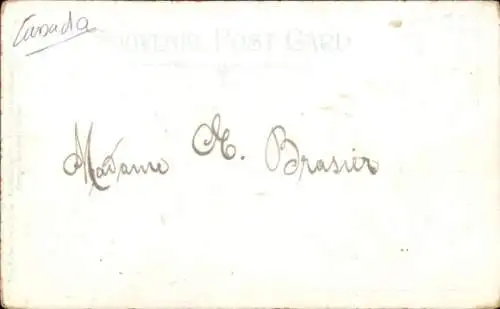 Canada
SOUVENIR POST CARD
Madame A. Brasier